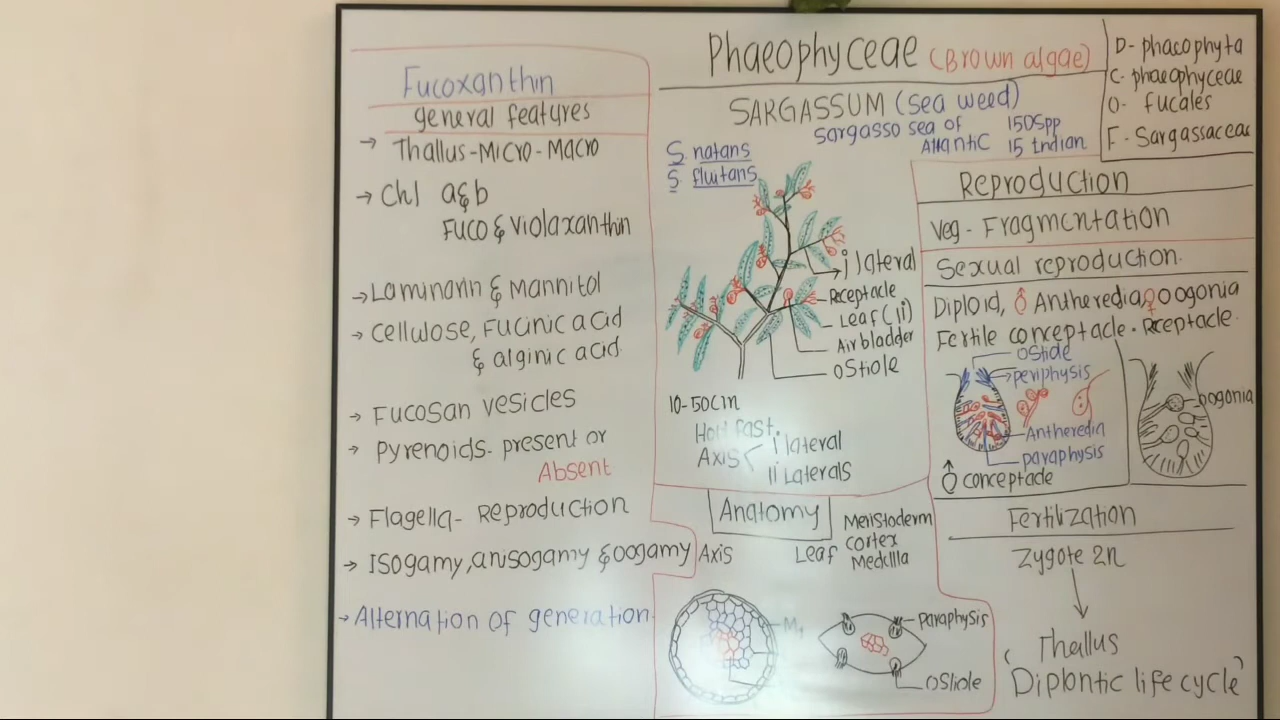 Phaeophyceae (Brown algae)
D- phaeophyta
C- phaeophyceae
O- fucales
F- Sargassaceae
Fucoxanthin
general features
→ Thallus-Micro-Macro
→ Chl a&b
Fuco & Violaxanthin
→ Laminarin & Mannitol
→ Cellulose, Fucinic acid
& alginic acid
→ Fucosan vesicles
→ Pyrenoids. present or
Absent
→ Flagella- Reproduction
→ Isogamy, anisogamy & oogamy
→ Alternation of generation
SARGASSUM (Sea weed)
Sargasso sea of
Atlantic
150Spp
15 Indian
S. natans
S. fluitans
i lateral
Receptacle
Leaf (ii)
Air bladder
Ostiole
10-50cm
Hold fast.
Axis < i lateral
ii Laterals
Anatomy
Axis
Leaf
Meristoderm
cortex
Medulla
paraphysis
Ostiole
Reproduction
Veg- Fragmentation
Sexual reproduction.
Diploid, ♂ Antheredia, ♀ oogonia
Fertile conceptacle. Receptacle.
Ostiole
periphysis
Antheredia
paraphysis
♂ conceptacle
oogonia
Fertilization
Zygote 2n
Thallus
(Diplontic life cycle)